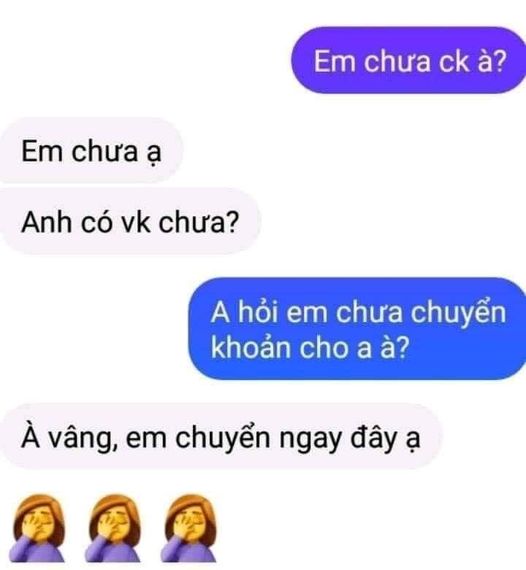 Em chưa ck à?
Em chưa ạ
Anh có vk chưa?
A hỏi em chưa chuyển
khoản cho a à?
À vâng, em chuyển ngay đây ạ
🤦‍♀️🤦‍♀️🤦‍♀️